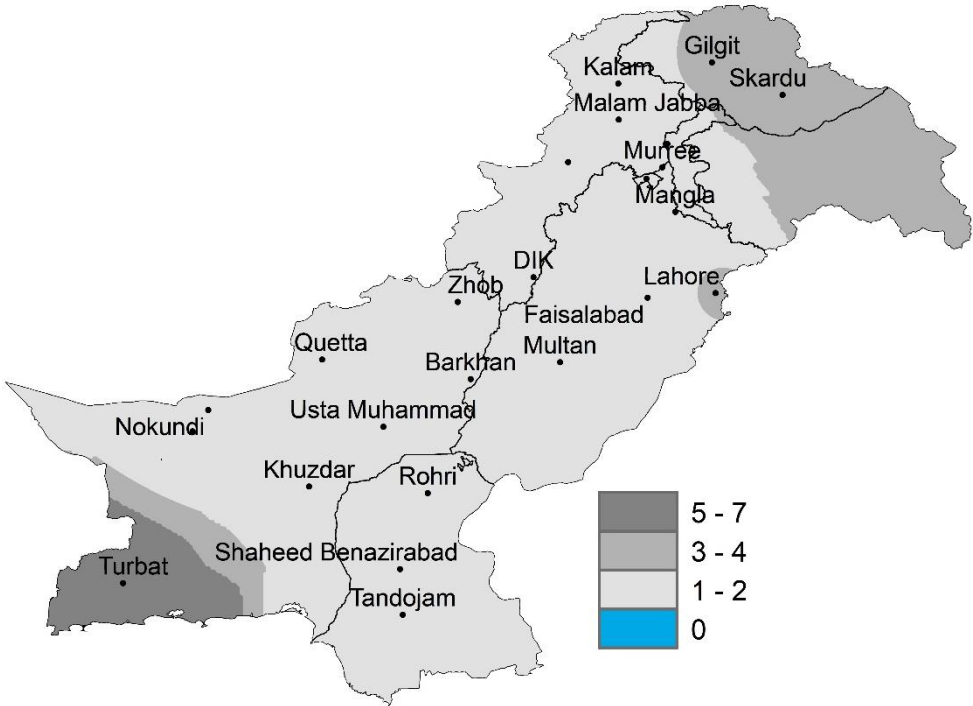 Gilgit
Kalam
Skardu
Malam Jabba
Murree
Mangla
DIK
Lahore
Zhob
Faisalabad
Quetta
Multan
Barkhan
Usta Muhammad
Nokundi
Khuzdar
Rohri
5 - 7
3 - 4
Shaheed Benazirabad
Turbat
1 - 2
Tandojam
0